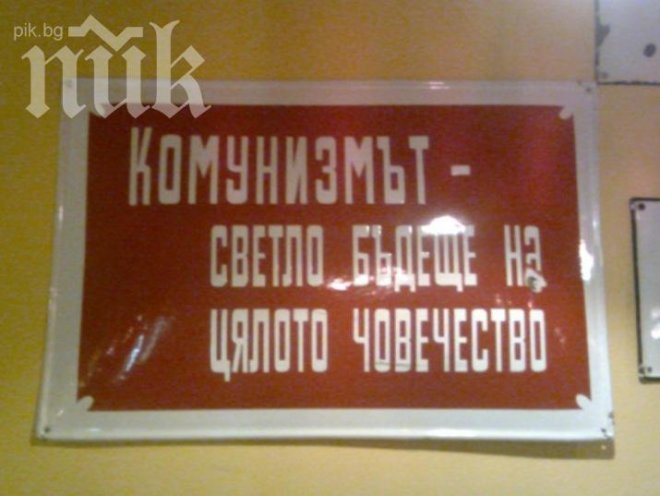 pik.bg
пик
КОМУНИЗМЪТ -
СВЕТЛО БЪДЕЩЕ НА
ЦЯЛОТО ЧОВЕЧЕСТВО